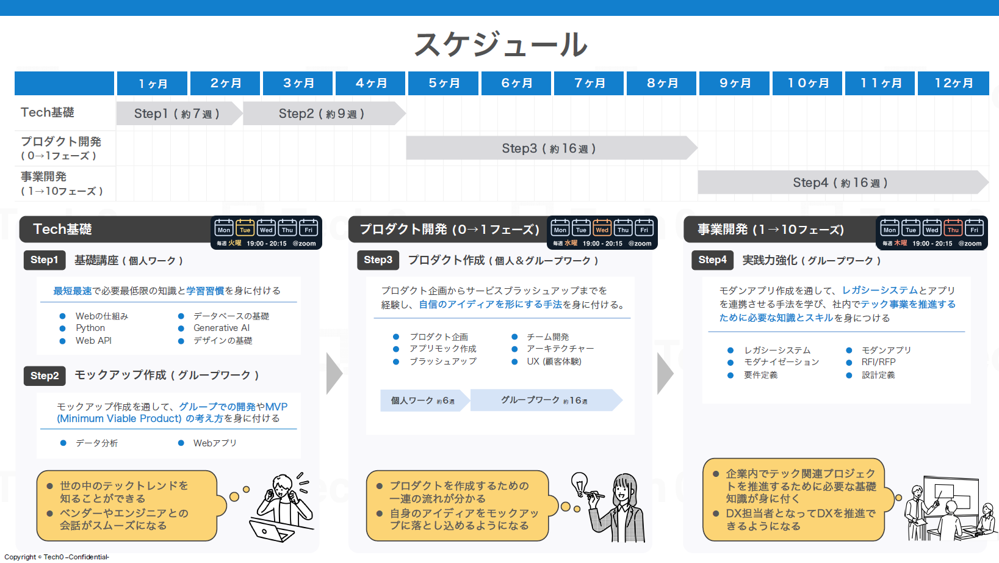 スケジュール
1ヶ月 2ヶ月 3ヶ月 4ヶ月 5ヶ月 6ヶ月 7ヶ月 8ヶ月 9ヶ月 10ヶ月 11ヶ月 12ヶ月
Tech基礎
Step1 ( 約7週 ) Step2 ( 約9週 )
プロダクト開発
( 0→1フェーズ )
Step3 ( 約16週 )
事業開発
( 1→10フェーズ )
Step4 ( 約16週 )
Tech基礎
Mon Tue Wed Thu Fri
毎週 火曜 19:00 - 20:15 @zoom
Step1 基礎講座 ( 個人ワーク )
最短最速で必要最低限の知識と学習習慣を身に付ける
Webの仕組み
Python
Web API
データベースの基礎
Generative AI
デザインの基礎
Step2 モックアップ作成 ( グループワーク )
モックアップ作成を通して、グループでの開発やMVP
(Minimum Viable Product) の考え方を身に付ける
データ分析
Webアプリ
世の中のテックトレンドを
知ることができる
ベンダーやエンジニアとの
会話がスムーズになる
プロダクト開発 (0→1フェーズ)
Mon Tue Wed Thu Fri
毎週 水曜 19:00 - 20:15 @zoom
Step3 プロダクト作成 ( 個人&グループワーク )
プロダクト企画からサービスブラッシュアップまでを
経験し、自信のアイディアを形にする手法を身に付ける。
プロダクト企画
アプリモック作成
ブラッシュアップ
チーム開発
アーキテクチャー
UX (顧客体験)
個人ワーク 約6週
グループワーク 約16週
プロダクトを作成するための
一連の流れが分かる
自身のアイディアをモックアッ
プに落とし込めるようになる
事業開発 (1→10フェーズ)
Mon Tue Wed Thu Fri
毎週 木曜 19:00 - 20:15 @zoom
Step4 実践力強化 ( グループワーク )
モダンアプリ作成を通して、レガシーシステムとアプリ
を連携させる手法を学び、社内でテック事業を推進する
ために必要な知識とスキルを身につける
レガシーシステム
モダナイゼーション
要件定義
モダンアプリ
RFI/RFP
設計定義
企業内でテック関連プロジェク
トを推進するために必要な基礎
知識が身に付く
DX担当者となってDXを推進で
きるようになる
Copyright © Tech0 –Confidential-